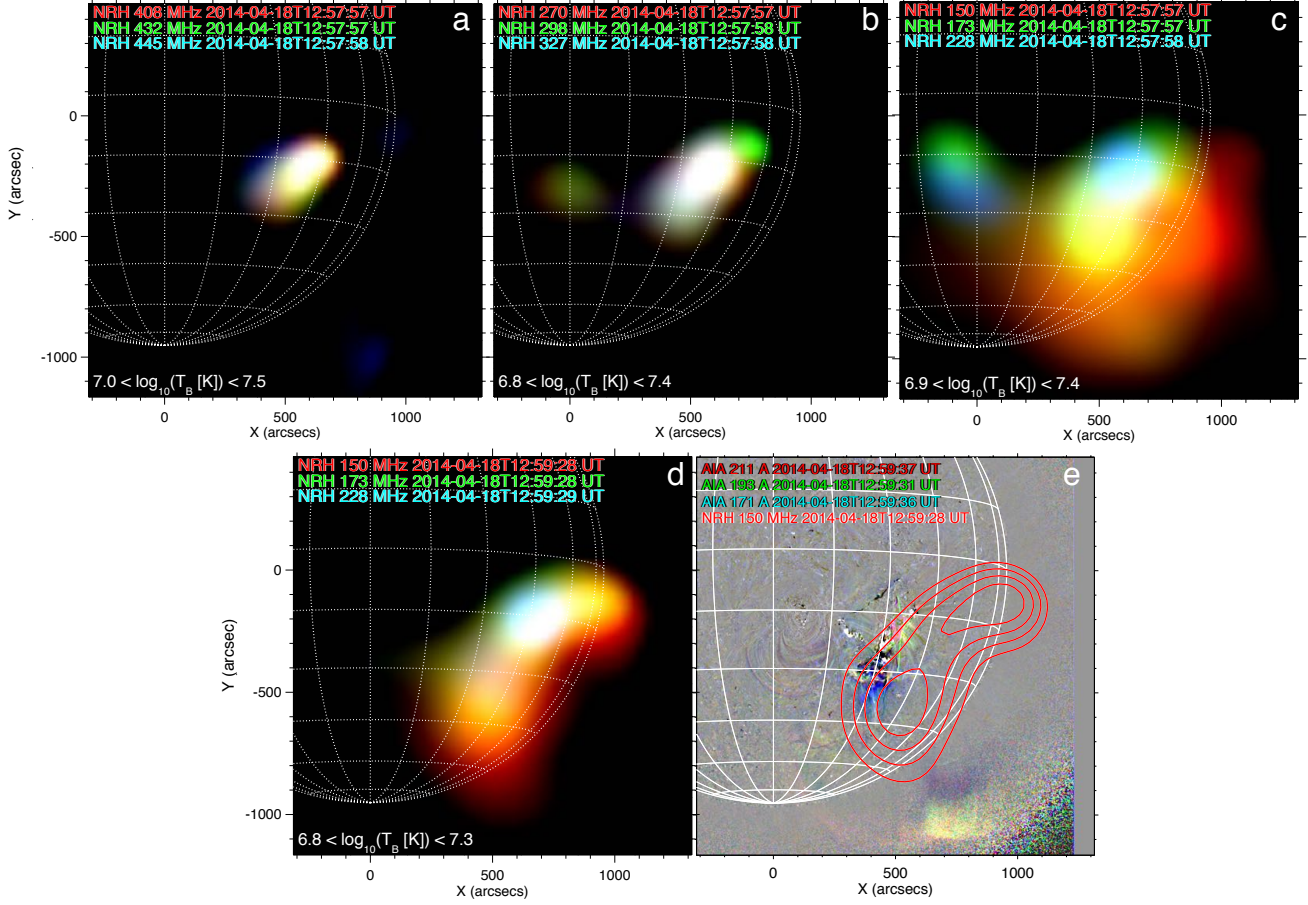 NRH 408 MHz 2014-04-18T12:57:57 UT
NRH 432 MHz 2014-04-18T12:57:57 UT
NRH 445 MHz 2014-04-18T12:57:58 UT
a
NRH 270 MHz 2014-04-18T12:57:57 UT
NRH 298 MHz 2014-04-18T12:57:58 UT
NRH 327 MHz 2014-04-18T12:57:58 UT
b
NRH 150 MHz 2014-04-18T12:57:57 UT
NRH 173 MHz 2014-04-18T12:57:57 UT
NRH 228 MHz 2014-04-18T12:57:58 UT
c
0
-500
-1000
Y (arcsec)
7.0 < log₁₀(T_B [K]) < 7.5
6.8 < log₁₀(T_B [K]) < 7.4
6.9 < log₁₀(T_B [K]) < 7.4
0 500 1000
0 500 1000
0 500 1000
X (arcsecs)
X (arcsecs)
X (arcsecs)
NRH 150 MHz 2014-04-18T12:59:28 UT
NRH 173 MHz 2014-04-18T12:59:28 UT
NRH 228 MHz 2014-04-18T12:59:29 UT
d
AIA 211 A 2014-04-18T12:59:37 UT
AIA 193 A 2014-04-18T12:59:31 UT
AIA 171 A 2014-04-18T12:59:36 UT
NRH 150 MHz 2014-04-18T12:59:28 UT
e
0
-500
-1000
Y (arcsec)
6.8 < log₁₀(T_B [K]) < 7.3
0 500 1000
0 500 1000
X (arcsecs)
X (arcsecs)